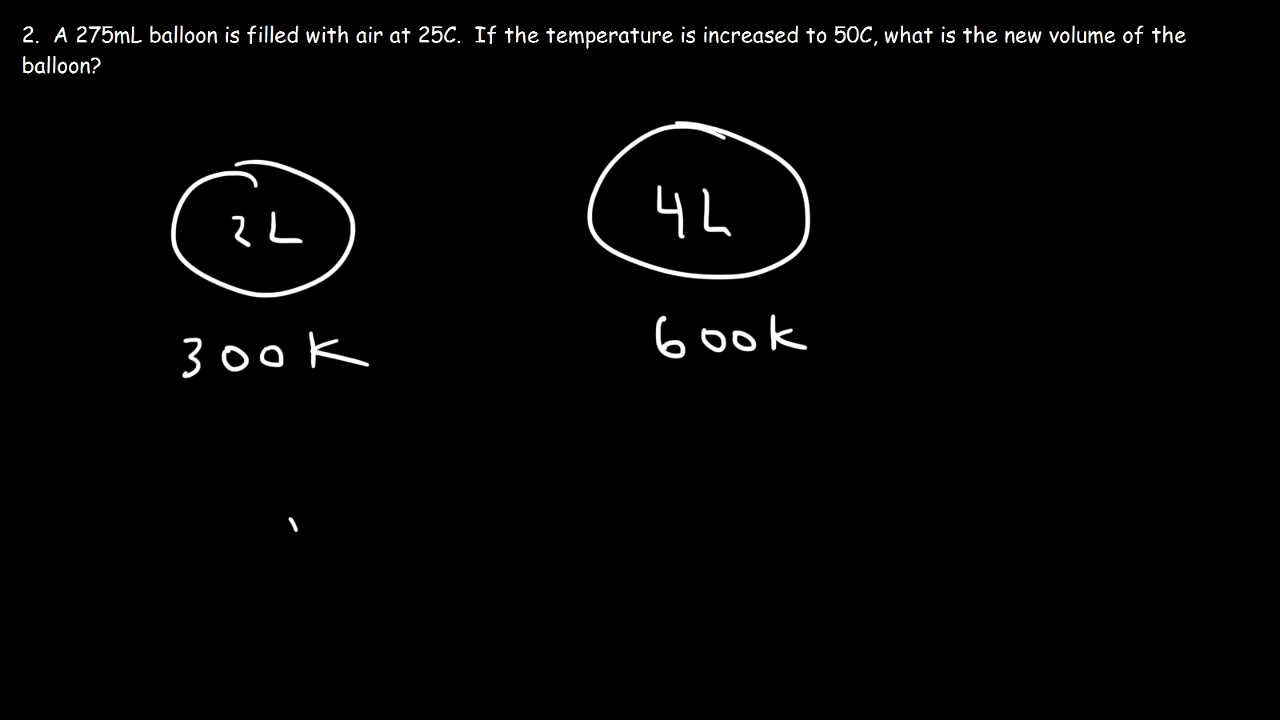 2. A 275mL balloon is filled with air at 25C. If the temperature is increased to 50C, what is the new volume of the
balloon?
2L
4L
300K
600K